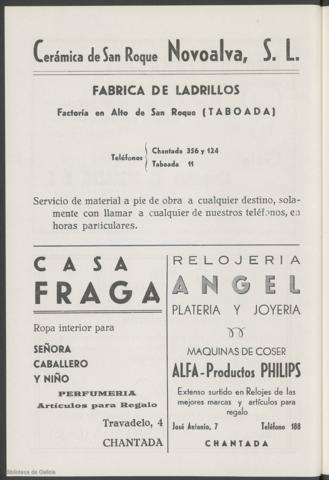 Cerámica de San Roque Novoalva, S. L.
FABRICA DE LADRILLOS
Factoría en Alto de San Roque (TABOADA)
Teléfonos { Chantada 356 y 124
Taboada 11
Servicio de material a pie de obra a cualquier destino, sola-
mente con llamar a cualquier de nuestros teléfonos, en
horas particulares.
CASA
FRAGA
Ropa interior para
SEÑORA
CABALLERO
Y NIÑO
PERFUMERIA
Artículos para Regalo
Travadelo, 4
CHANTADA
RELOJERIA
ANGEL
PLATERIA Y JOYERIA
MAQUINAS DE COSER
ALFA-Productos PHILIPS
Extenso surtido en Relojes de las
mejores marcas y artículos para
regalo
José Antonio, 7 Teléfono 188
CHANTADA
Biblioteca de Galicia